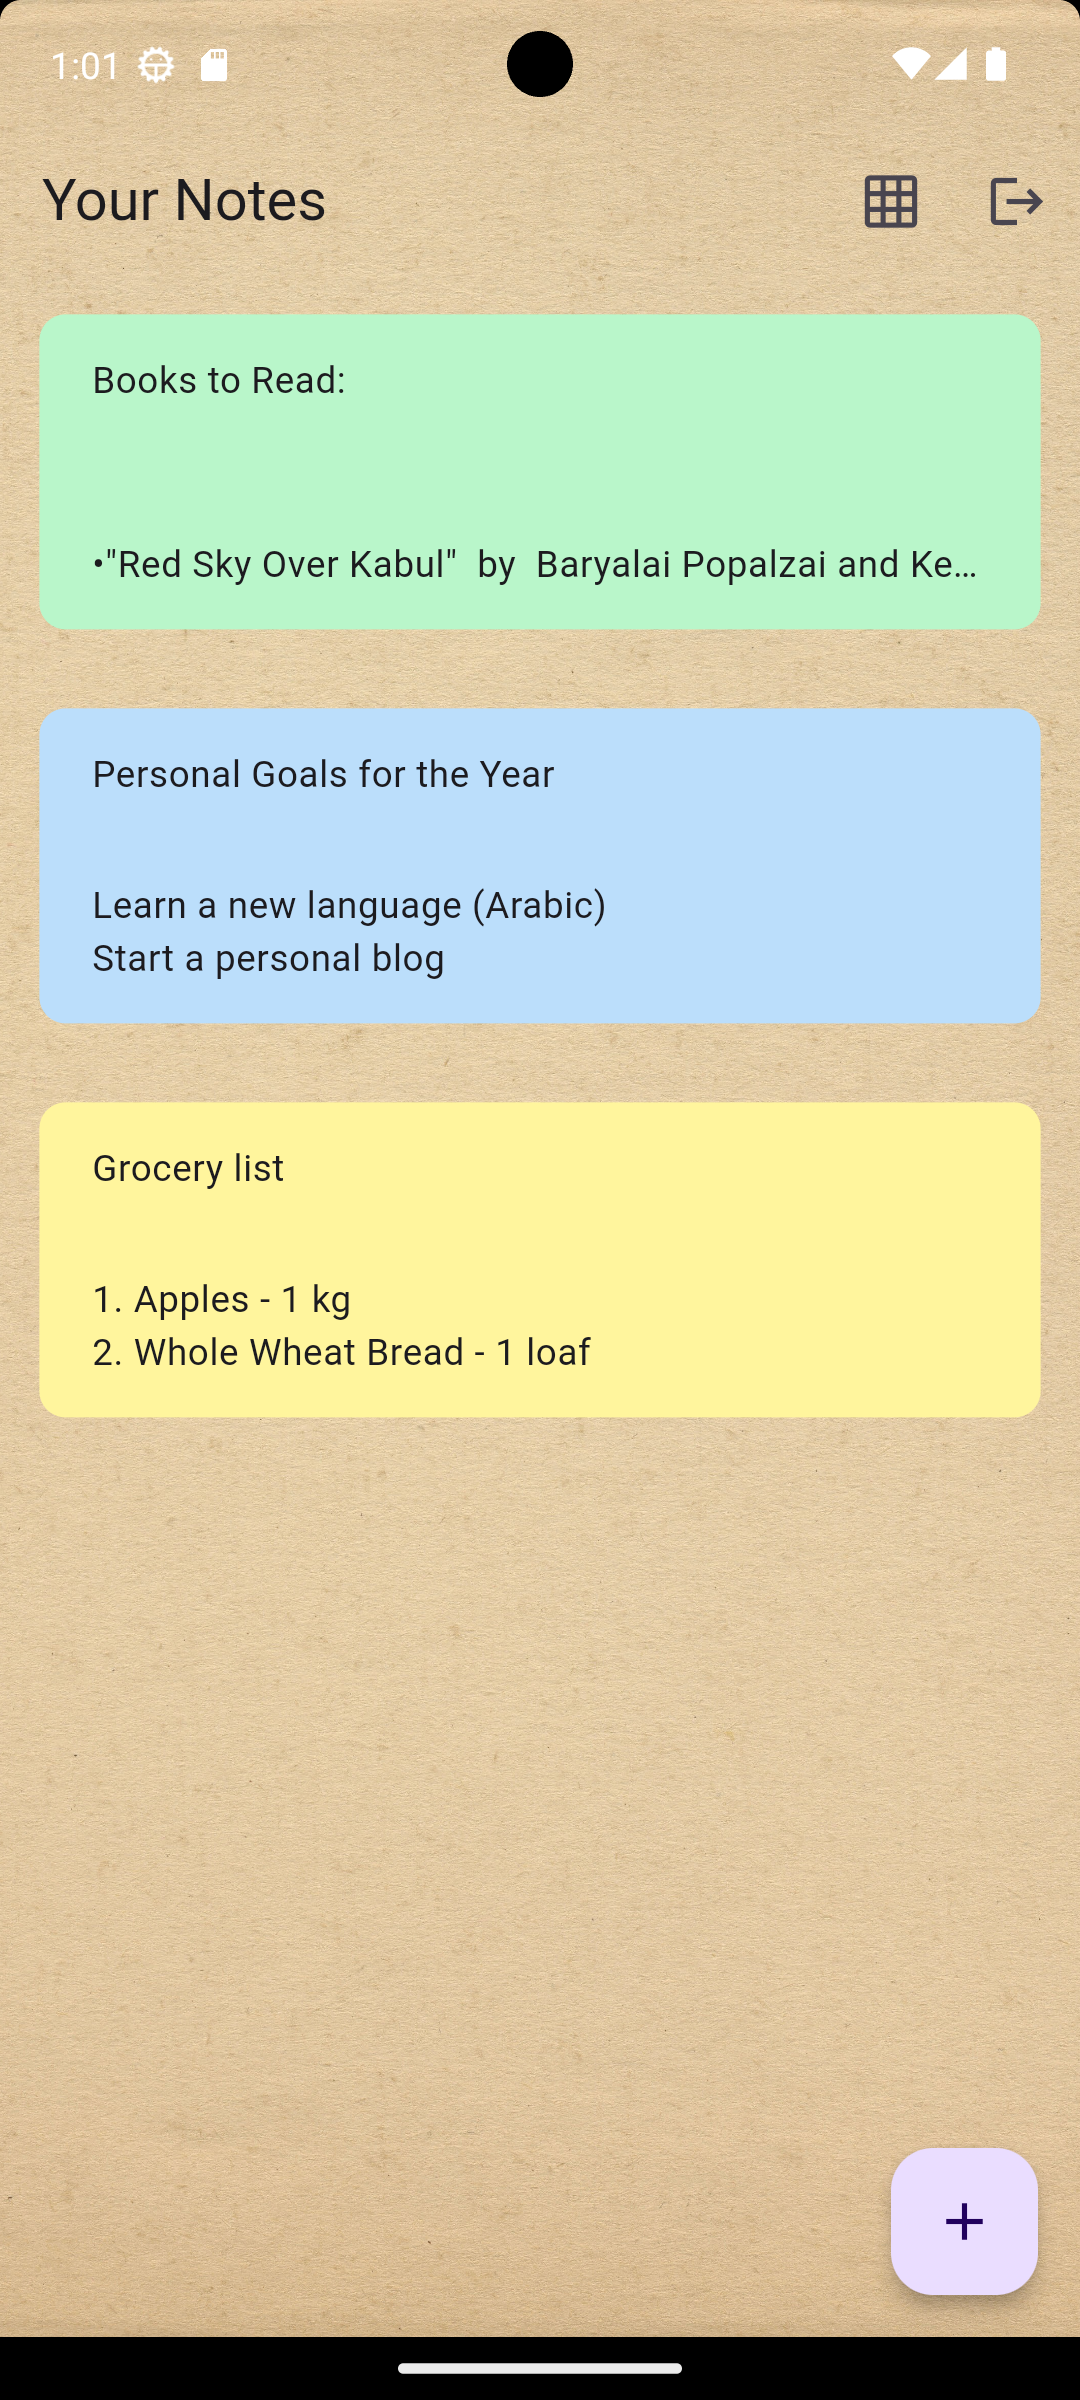 1:01
Your Notes
Books to Read:
•"Red Sky Over Kabul"  by  Baryalai Popalzai and Ke…
Personal Goals for the Year
Learn a new language (Arabic)
Start a personal blog
Grocery list
1. Apples - 1 kg
2. Whole Wheat Bread - 1 loaf